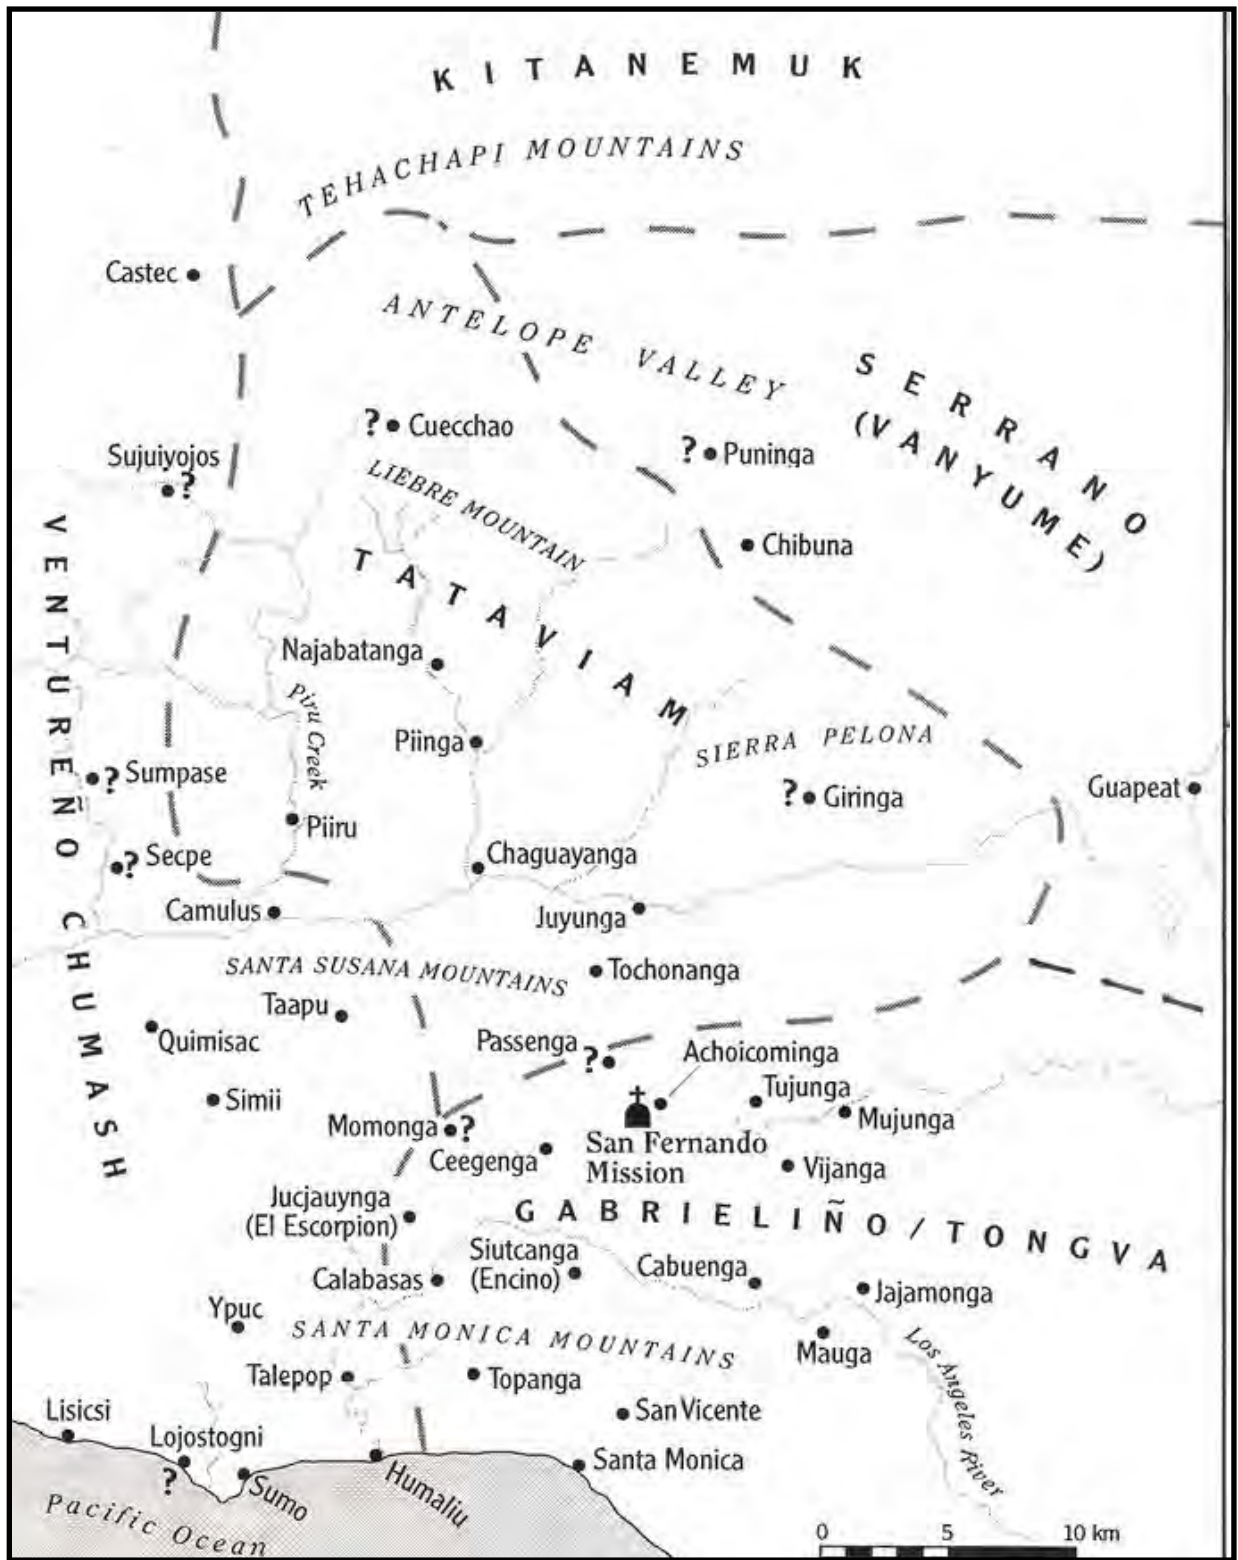 KITANEMUK
TEHACHAPI MOUNTAINS
Castec
ANTELOPE VALLEY
SERRANO
(VANYUME)
? Cuecchao
? Puninga
Sujuiyojos
?
LIEBRE MOUNTAIN
Chibuna
VENTUREÑO CHUMASH
TATAVIAM
Najabatanga
Piru Creek
Piinga
SIERRA PELONA
? Sumpase
? Giringa
Guapeat
Piiru
? Secpe
Chaguayanga
Camulus
Juyunga
SANTA SUSANA MOUNTAINS
Tochonanga
Taapu
Quimisac
Passenga
?
Achoicominga
Simii
Tujunga
Mujunga
Momonga ?
San Fernando
Mission
Ceegenga
Vijanga
Jucjauynga
(El Escorpion)
GABRIELIÑO/TONGVA
Siutcanga
(Encino)
Cabuenga
Calabasas
Jajamonga
Ypuc
SANTA MONICA MOUNTAINS
Mauga
Los Angeles River
Talepop
Topanga
San Vicente
Lisicsi
Lojostogni
?
Sumo
Humaliu
Santa Monica
Pacific Ocean
0 5 10 km